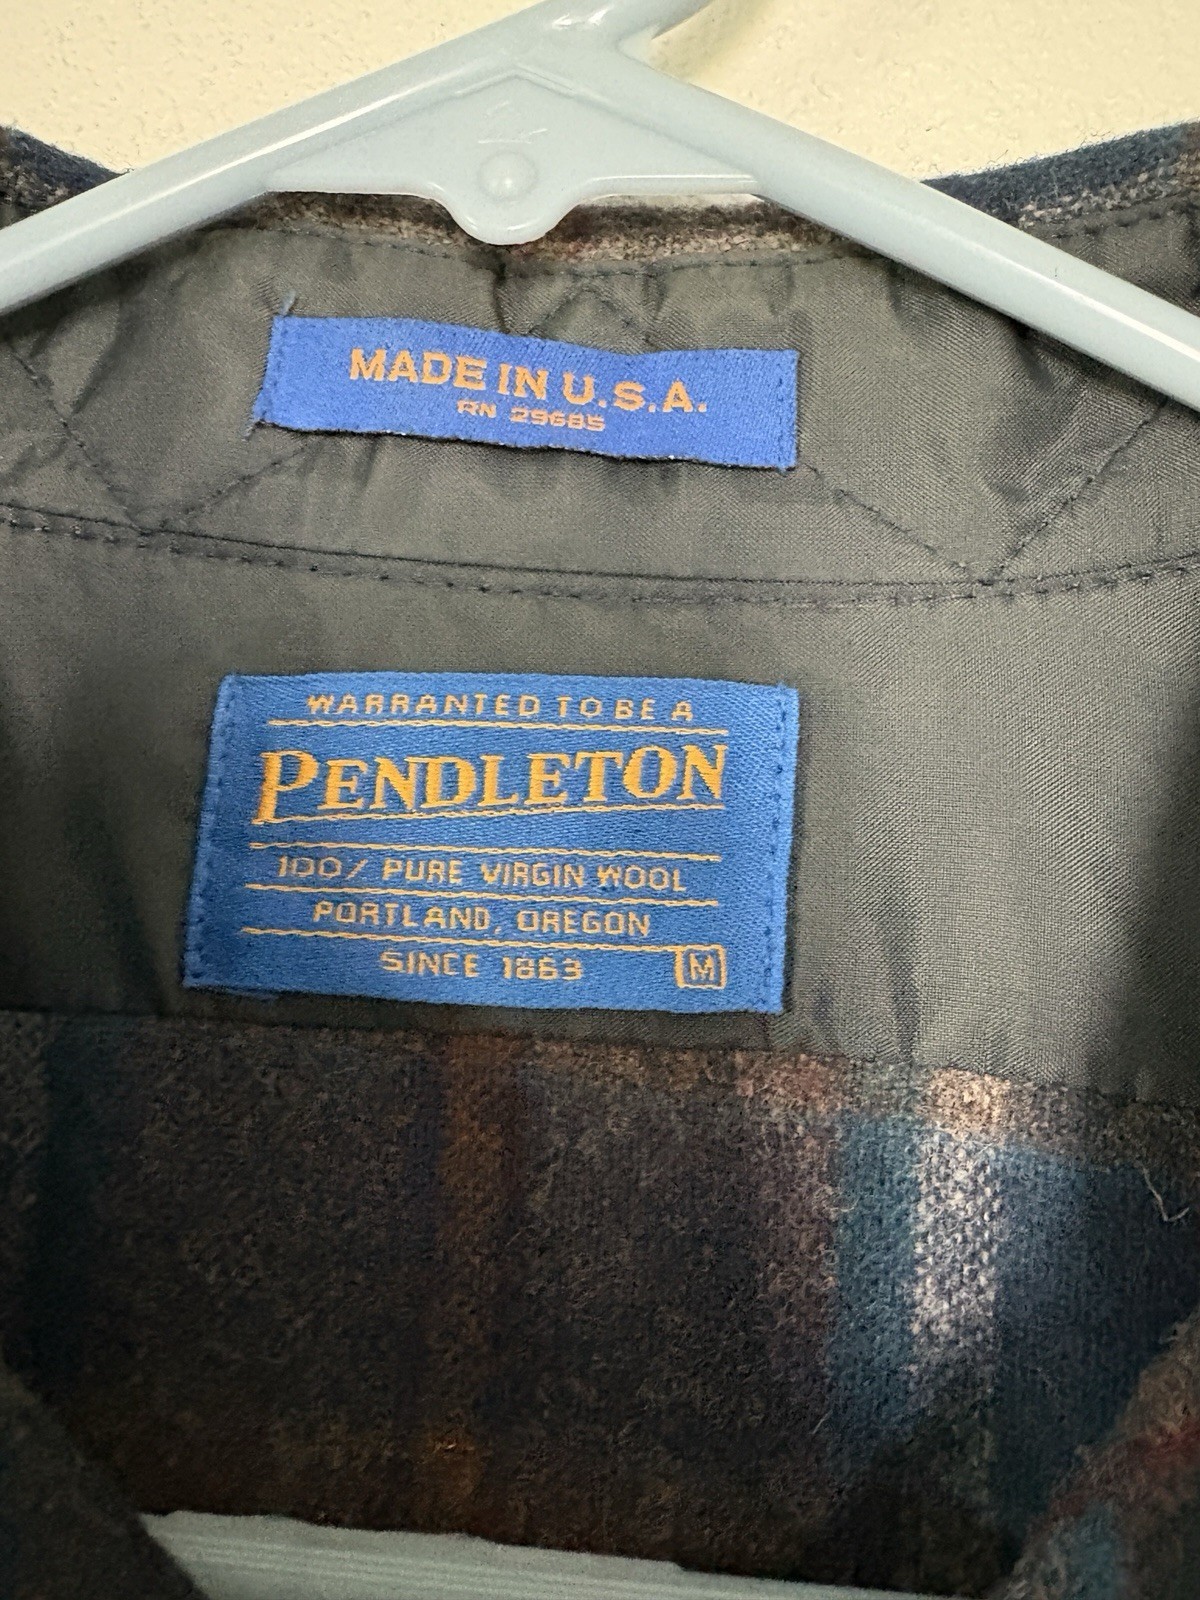 MADE IN U.S.A.
RN 29685
WARRANTED TO BE A
PENDLETON
100% PURE VIRGIN WOOL
PORTLAND, OREGON
SINCE 1863
M